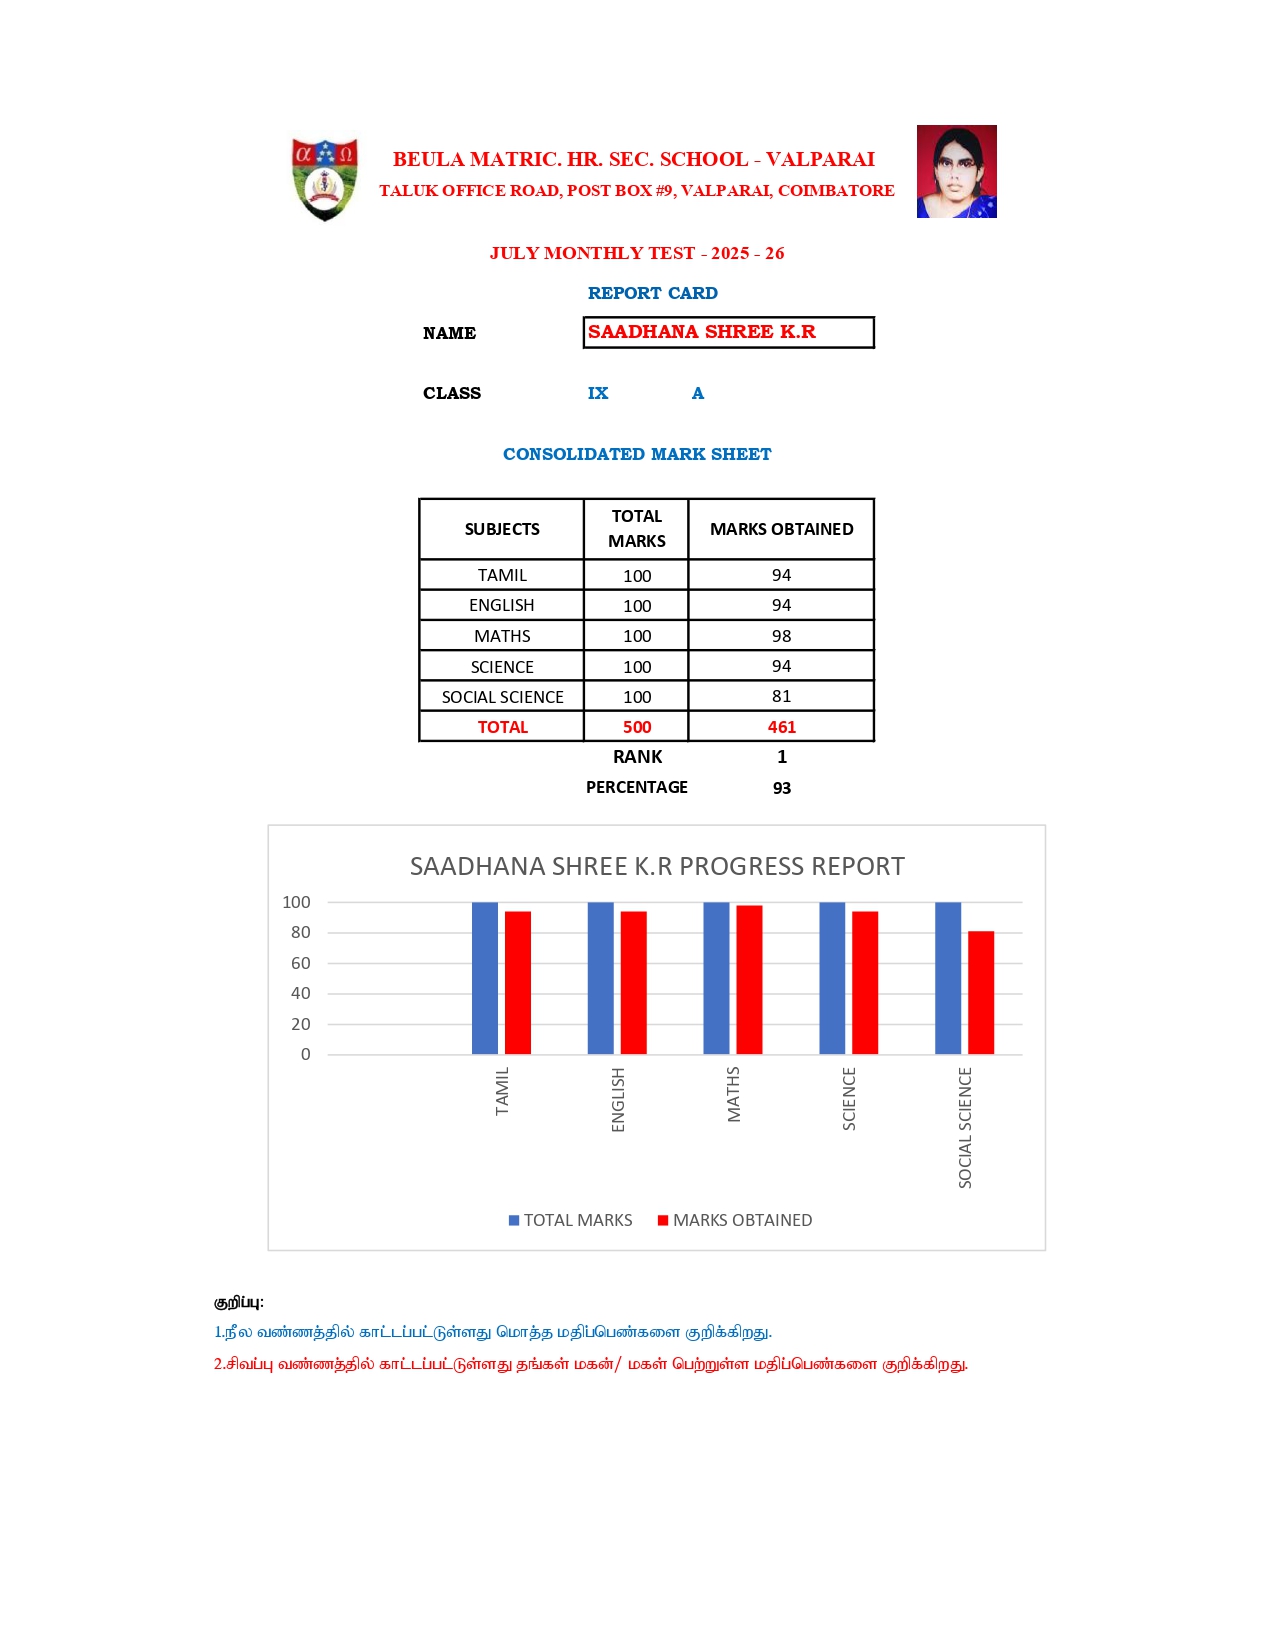 α Ω
BEULA MATRIC. HR. SEC. SCHOOL - VALPARAI
TALUK OFFICE ROAD, POST BOX #9, VALPARAI, COIMBATORE
JULY MONTHLY TEST - 2025 - 26
REPORT CARD
NAME SAADHANA SHREE K.R
CLASS IX A
CONSOLIDATED MARK SHEET
SUBJECTS TOTAL MARKS MARKS OBTAINED
TAMIL 100 94
ENGLISH 100 94
MATHS 100 98
SCIENCE 100 94
SOCIAL SCIENCE 100 81
TOTAL 500 461
RANK 1
PERCENTAGE 93
SAADHANA SHREE K.R PROGRESS REPORT
100
80
60
40
20
0
TAMIL
ENGLISH
MATHS
SCIENCE
SOCIAL SCIENCE
TOTAL MARKS MARKS OBTAINED
குறிப்பு:
1.நீல வண்ணத்தில் காட்டப்பட்டுள்ளது மொத்த மதிப்பெண்களை குறிக்கிறது.
2.சிவப்பு வண்ணத்தில் காட்டப்பட்டுள்ளது தங்கள் மகன்/ மகள் பெற்றுள்ள மதிப்பெண்களை குறிக்கிறது.